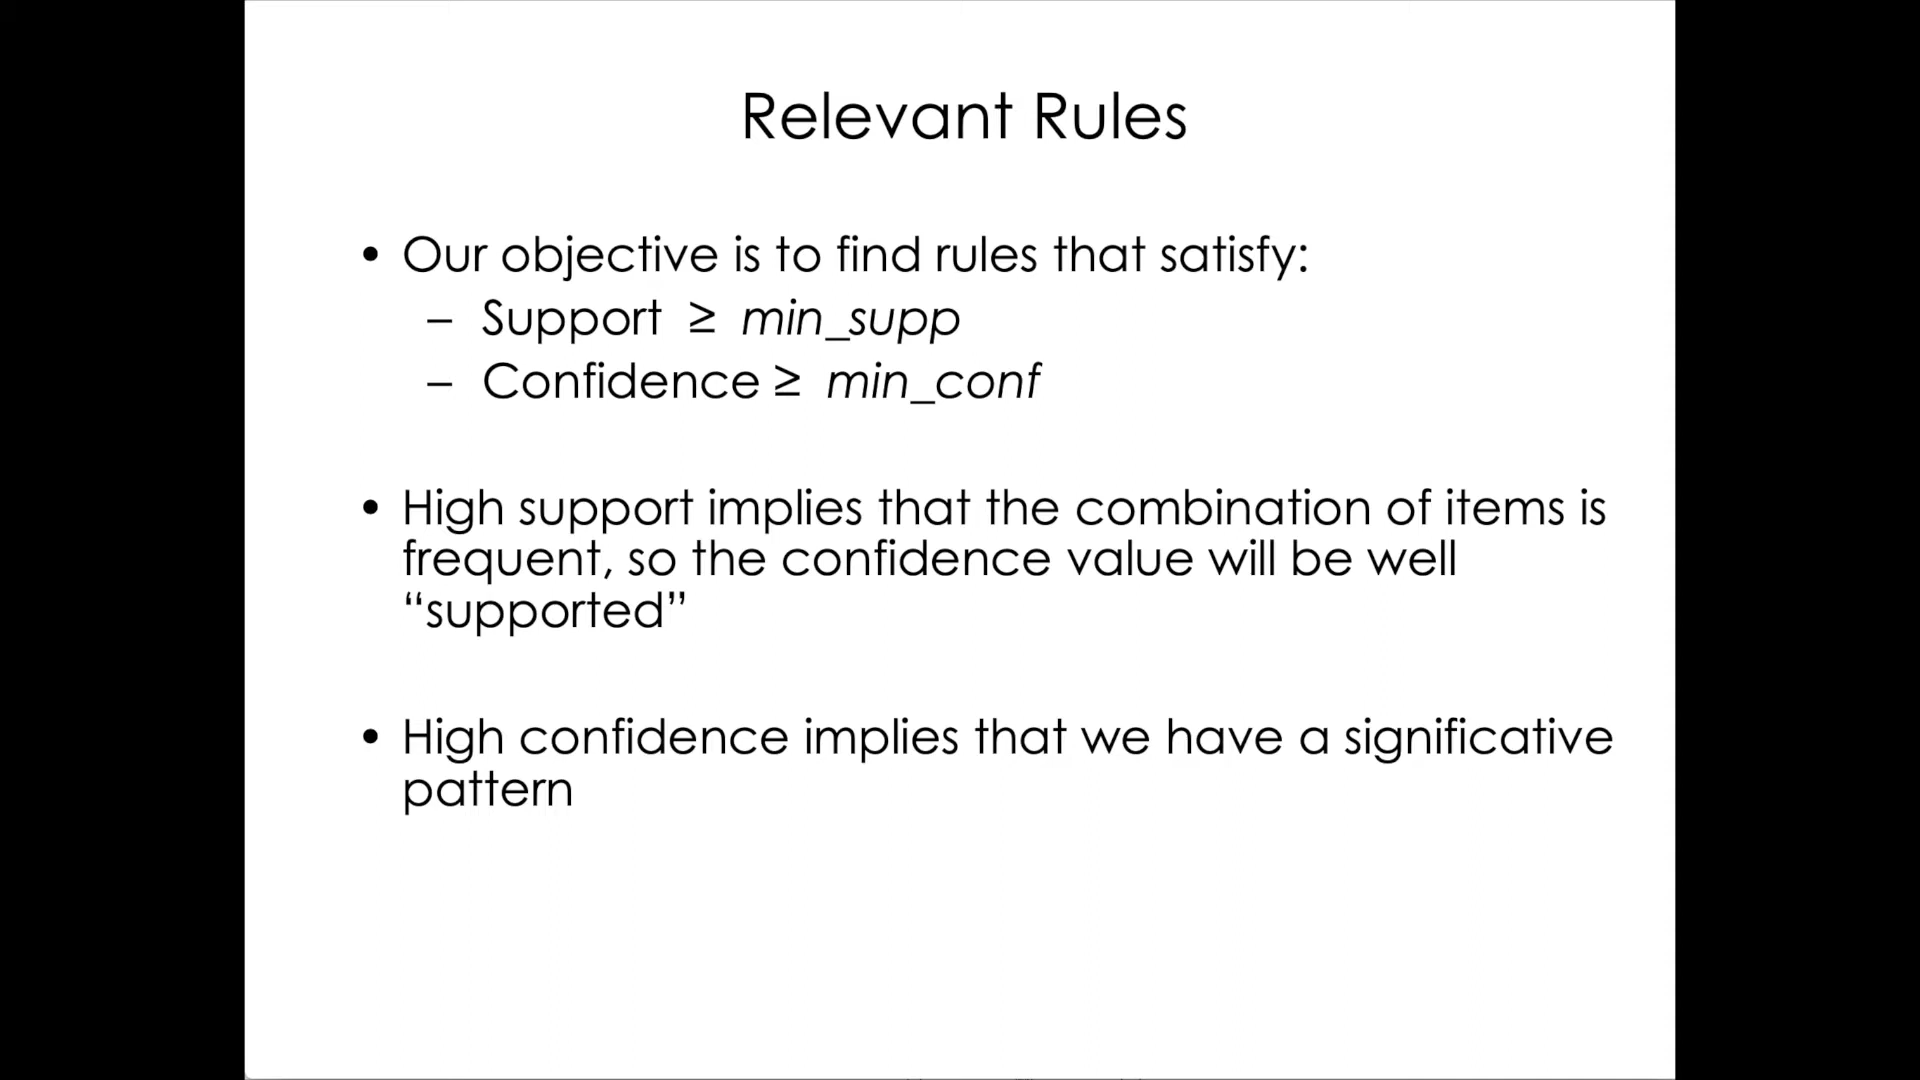 Relevant Rules
• Our objective is to find rules that satisfy:
– Support ≥ min_supp
– Confidence ≥ min_conf
• High support implies that the combination of items is
frequent, so the confidence value will be well
“supported”
• High confidence implies that we have a significative
pattern